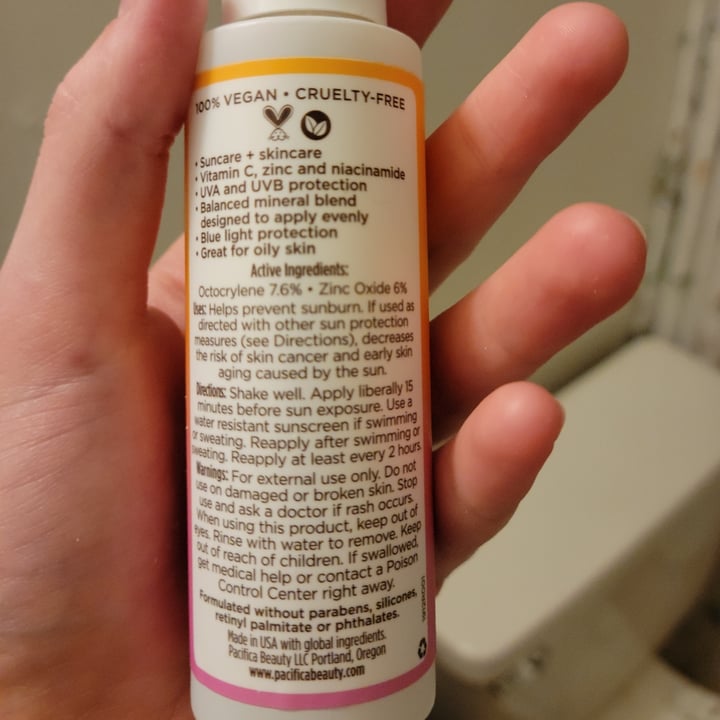 100% VEGAN • CRUELTY-FREE
• Suncare + skincare
• Vitamin C, zinc and niacinamide
• UVA and UVB protection
• Balanced mineral blend
designed to apply evenly
• Blue light protection
• Great for oily skin
Active Ingredients:
Octocrylene 7.6% • Zinc Oxide 6%
Uses: Helps prevent sunburn. If used as
directed with other sun protection
measures (see Directions), decreases
the risk of skin cancer and early skin
aging caused by the sun.
Directions: Shake well. Apply liberally 15
minutes before sun exposure. Use a
water resistant sunscreen if swimming
or sweating. Reapply after swimming or
sweating. Reapply at least every 2 hours.
Warnings: For external use only. Do not
use on damaged or broken skin. Stop
use and ask a doctor if rash occurs.
When using this product, keep out of
eyes. Rinse with water to remove. Keep
out of reach of children. If swallowed,
get medical help or contact a Poison
Control Center right away.
Formulated without parabens, silicones,
retinyl palmitate or phthalates.
Made in USA with global ingredients.
Pacifica Beauty LLC Portland, Oregon
www.pacificabeauty.com